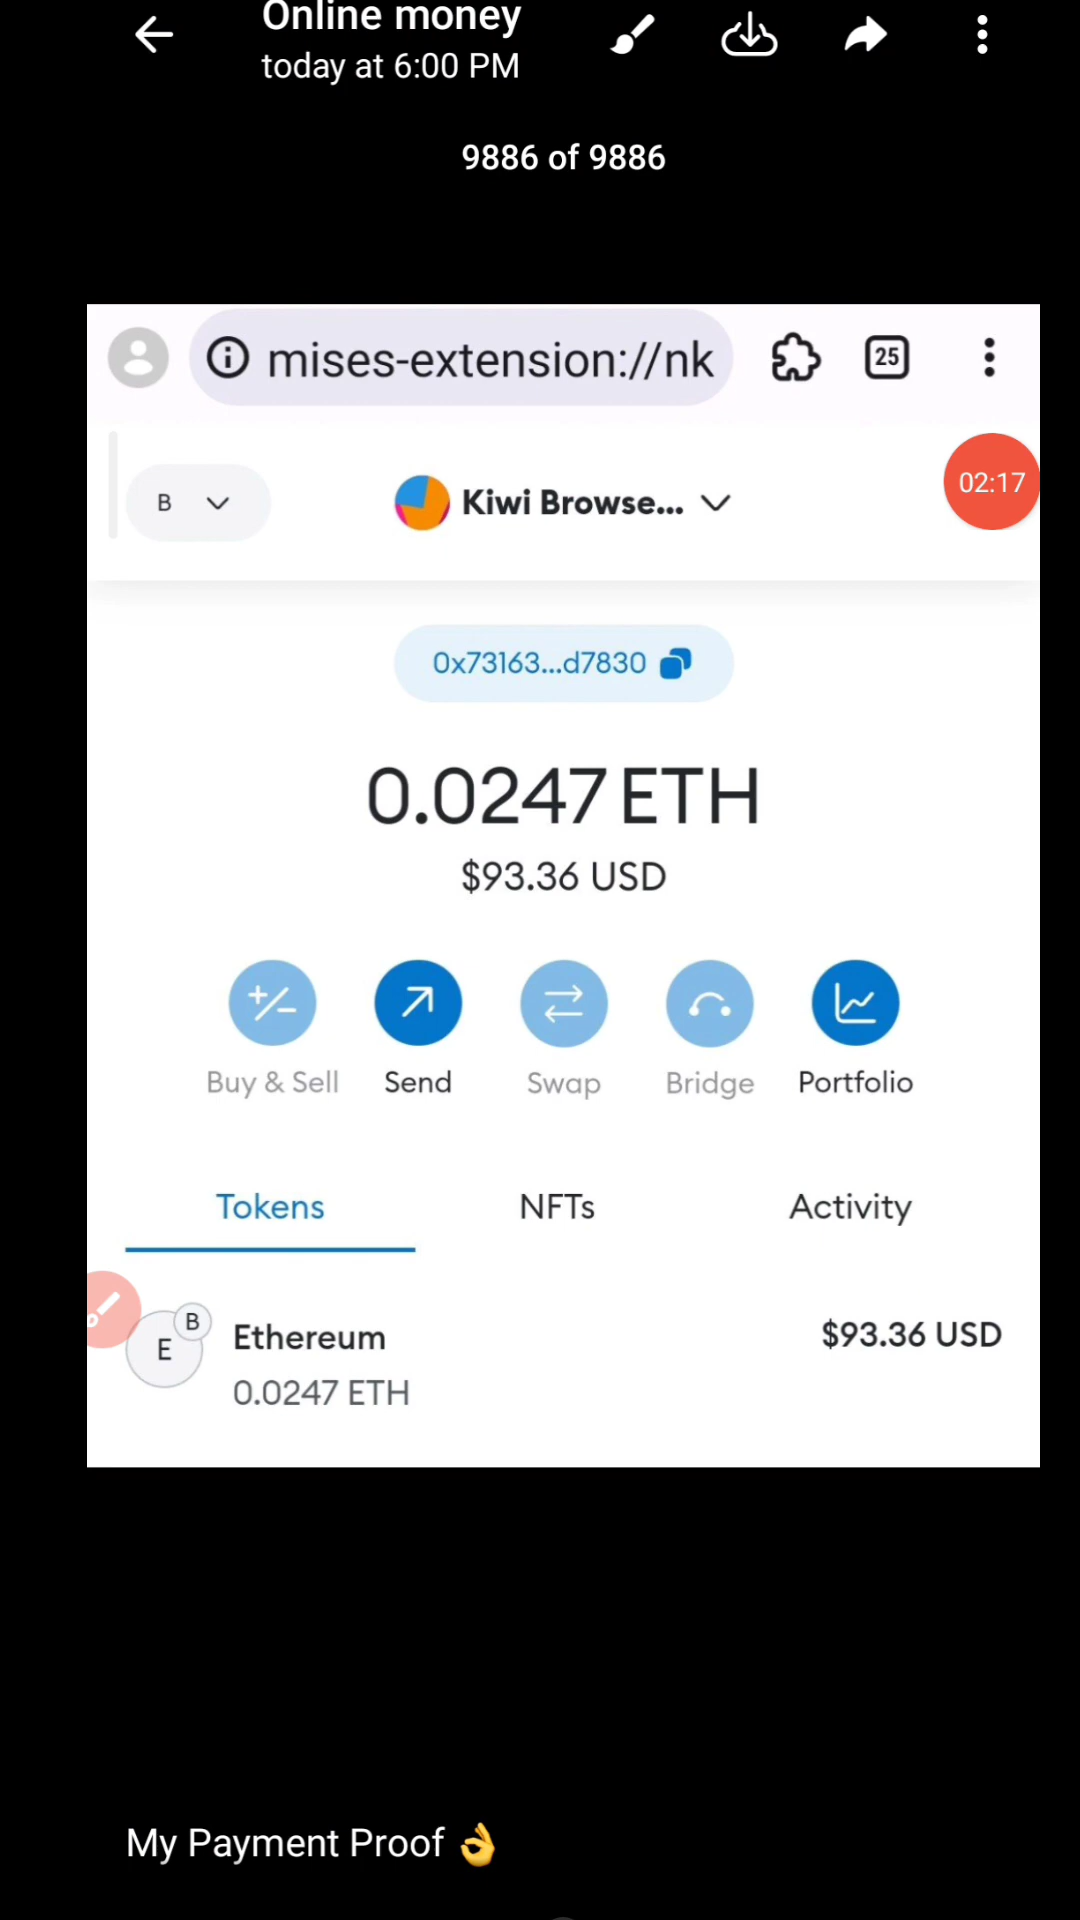 Online money
today at 6:00 PM
9886 of 9886
mises-extension://nk
25
B
Kiwi Browse...
02:17
0x73163...d7830
0.0247 ETH
$93.36 USD
Buy & Sell
Send
Swap
Bridge
Portfolio
Tokens
NFTs
Activity
E
B
Ethereum
$93.36 USD
0.0247 ETH
My Payment Proof 👌